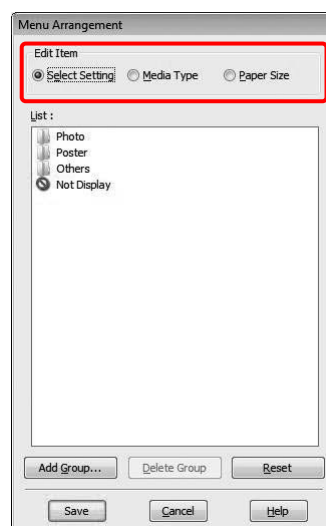 Menu Arrangement
Edit Item
Select Setting Media Type Paper Size
List :
Photo
Poster
Others
Not Display
Add Group... Delete Group Reset
Save Cancel Help